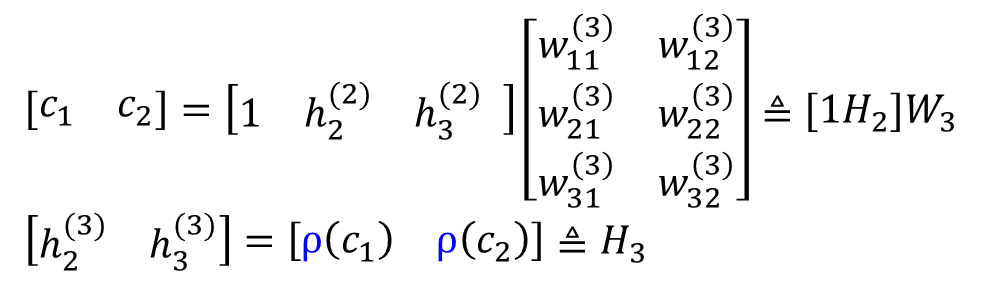 [c₁ c₂] = [1 h₂⁽²⁾ h₃⁽²⁾] [w₁₁⁽³⁾ w₁₂⁽³⁾; w₂₁⁽³⁾ w₂₂⁽³⁾; w₃₁⁽³⁾ w₃₂⁽³⁾] ≜ [1H₂]W₃
[h₂⁽³⁾ h₃⁽³⁾] = [ρ(c₁) ρ(c₂)] ≜ H₃